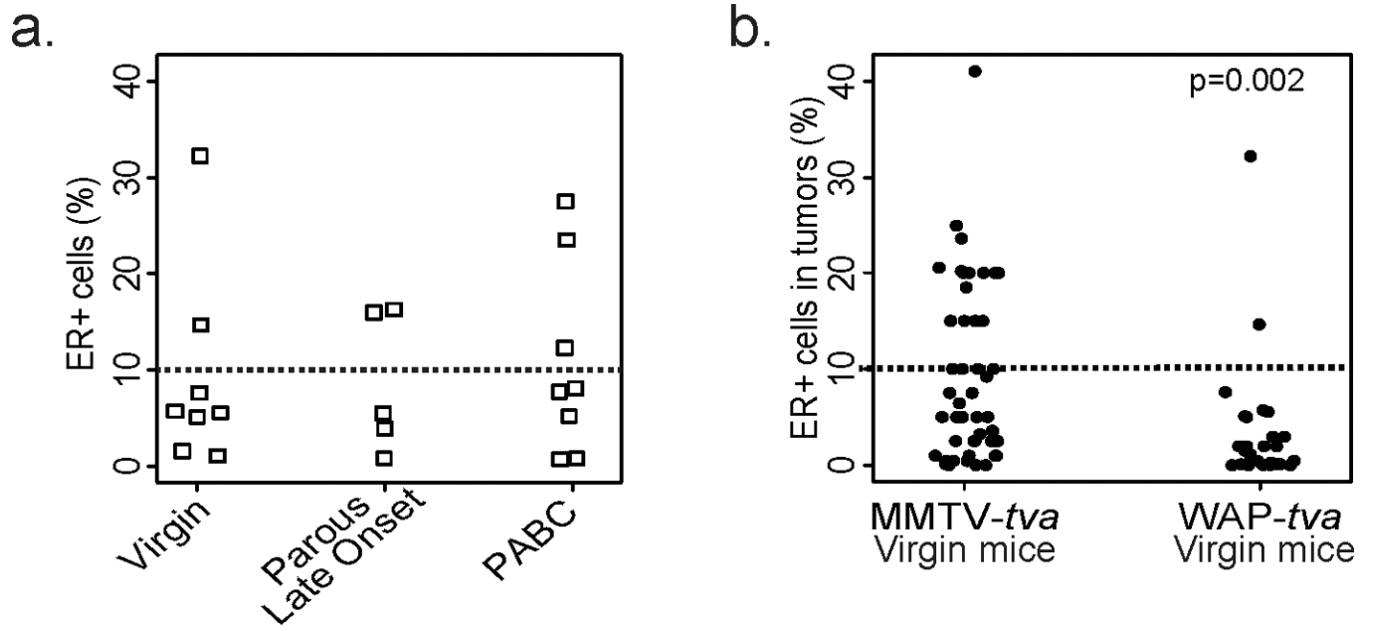 a.
ER+ cells (%)
40
30
20
10
0
Virgin
Parous
Late Onset
PABC
b.
ER+ cells in tumors (%)
40
30
20
10
0
p=0.002
MMTV-tva
Virgin mice
WAP-tva
Virgin mice